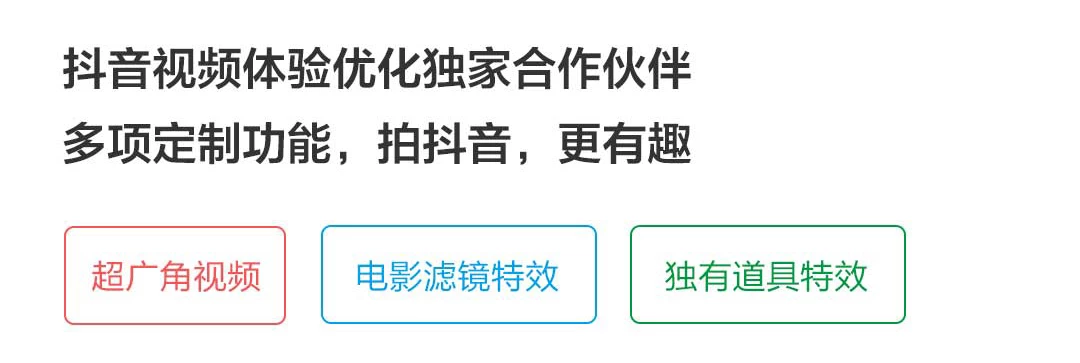 抖音视频体验优化独家合作伙伴
多项定制功能，拍抖音，更有趣
超广角视频
电影滤镜特效
独有道具特效